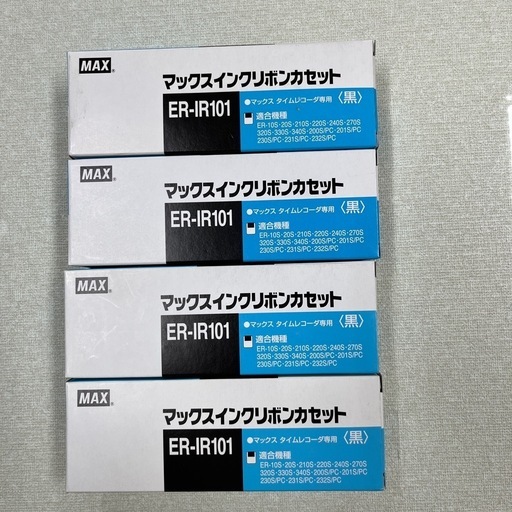 MAX
マックスインクリボンカセット
ER-IR101
●マックス タイムレコーダ専用〈黒〉
適合機種
ER-10S・20S・210S・220S・240S・270S
320S・330S・340S・200S/PC・201S/PC
230S/PC・231S/PC・232S/PC
MAX
マックスインクリボンカセット
ER-IR101
●マックス タイムレコーダ専用〈黒〉
適合機種
ER-10S・20S・210S・220S・240S・270S
320S・330S・340S・200S/PC・201S/PC
230S/PC・231S/PC・232S/PC
MAX
マックスインクリボンカセット
ER-IR101
●マックス タイムレコーダ専用〈黒〉
適合機種
ER-10S・20S・210S・220S・240S・270S
320S・330S・340S・200S/PC・201S/PC
230S/PC・231S/PC・232S/PC
MAX
マックスインクリボンカセット
ER-IR101
●マックス タイムレコーダ専用〈黒〉
適合機種
ER-10S・20S・210S・220S・240S・270S
320S・330S・340S・200S/PC・201S/PC
230S/PC・231S/PC・232S/PC